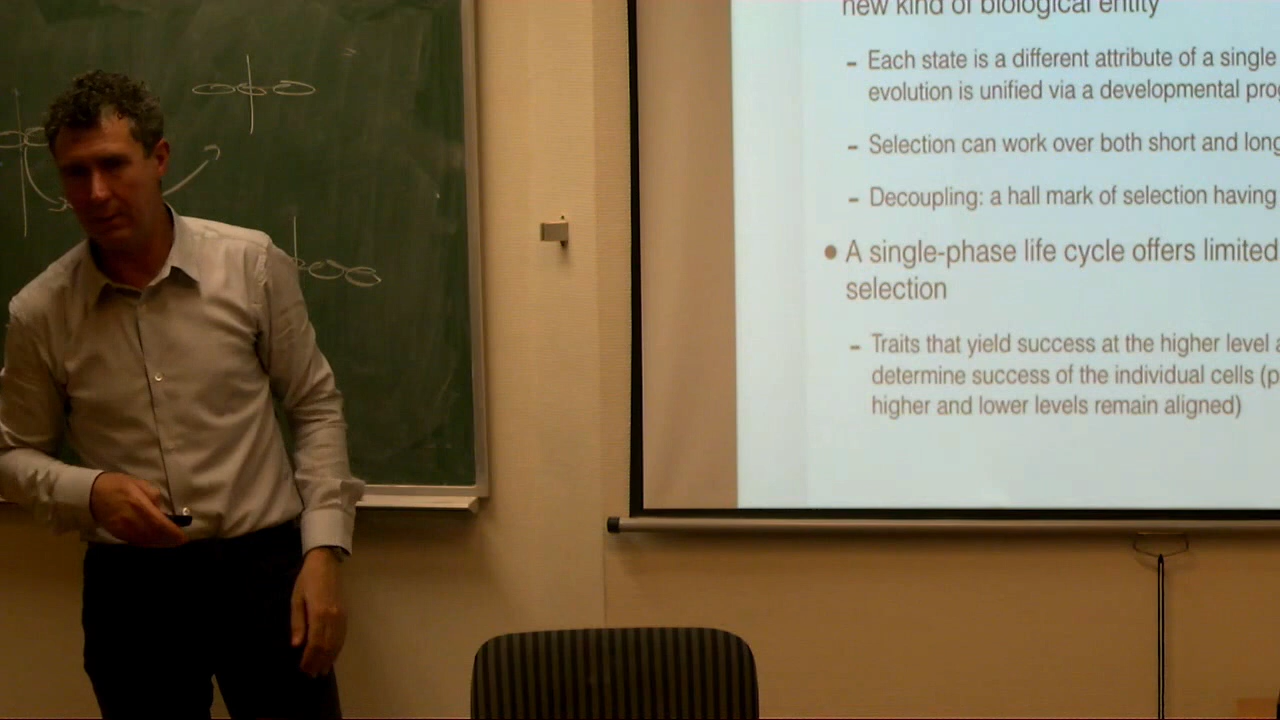 new kind of biological entity
– Each state is a different attribute of a single
evolution is unified via a developmental
– Selection can work over both short and
– Decoupling: a hall mark of selection having
• A single-phase life cycle offers limited
selection
– Traits that yield success at the higher level
determine success of the individual cells
higher and lower levels remain aligned)